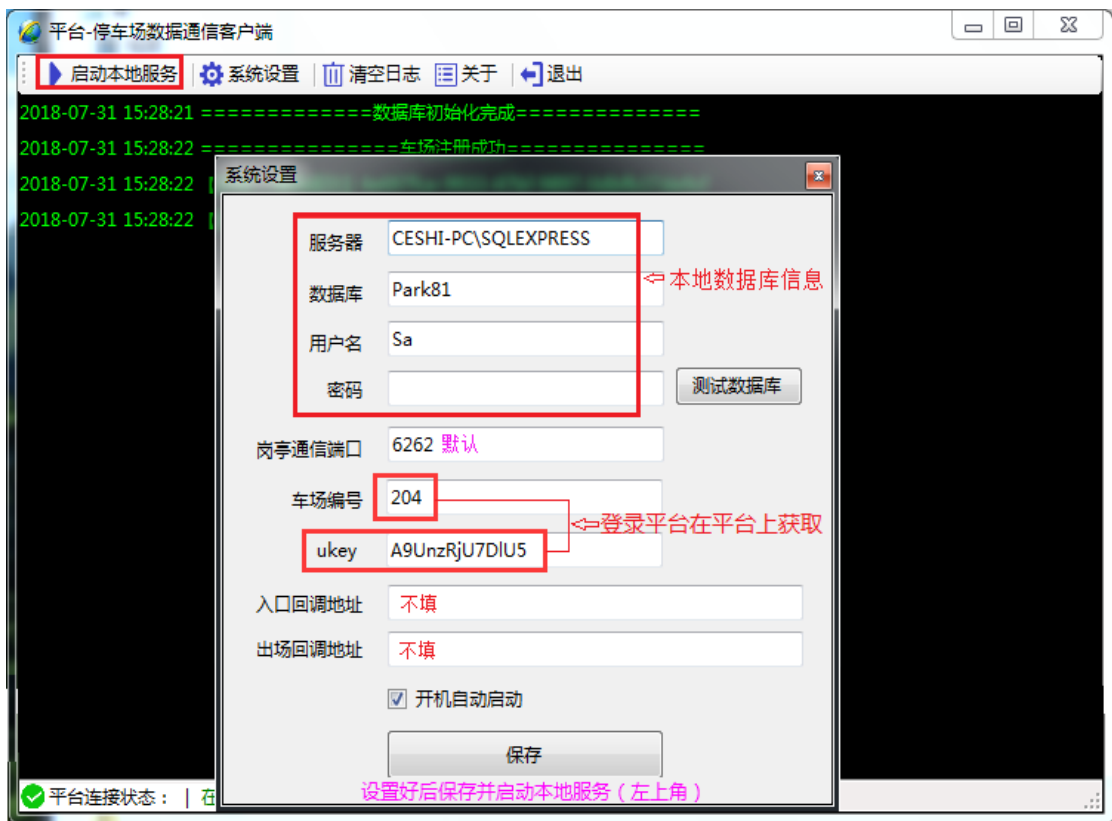 平台-停车场数据通信客户端
启动本地服务 系统设置 清空日志 关于 退出
2018-07-31 15:28:21 =============数据库初始化完成==============
2018-07-31 15:28:22 ===============车场注册成功===============
2018-07-31 15:28:22 [
2018-07-31 15:28:22 [
系统设置
服务器 CESHI-PC\SQLEXPRESS
⇦本地数据库信息
数据库 Park81
用户名 Sa
密码 测试数据库
岗亭通信端口 6262 默认
车场编号 204
⇦登录平台在平台上获取
ukey A9UnzRjU7DlU5
入口回调地址 不填
出场回调地址 不填
开机自动启动
保存
设置好后保存并启动本地服务(左上角)
平台连接状态: | 在